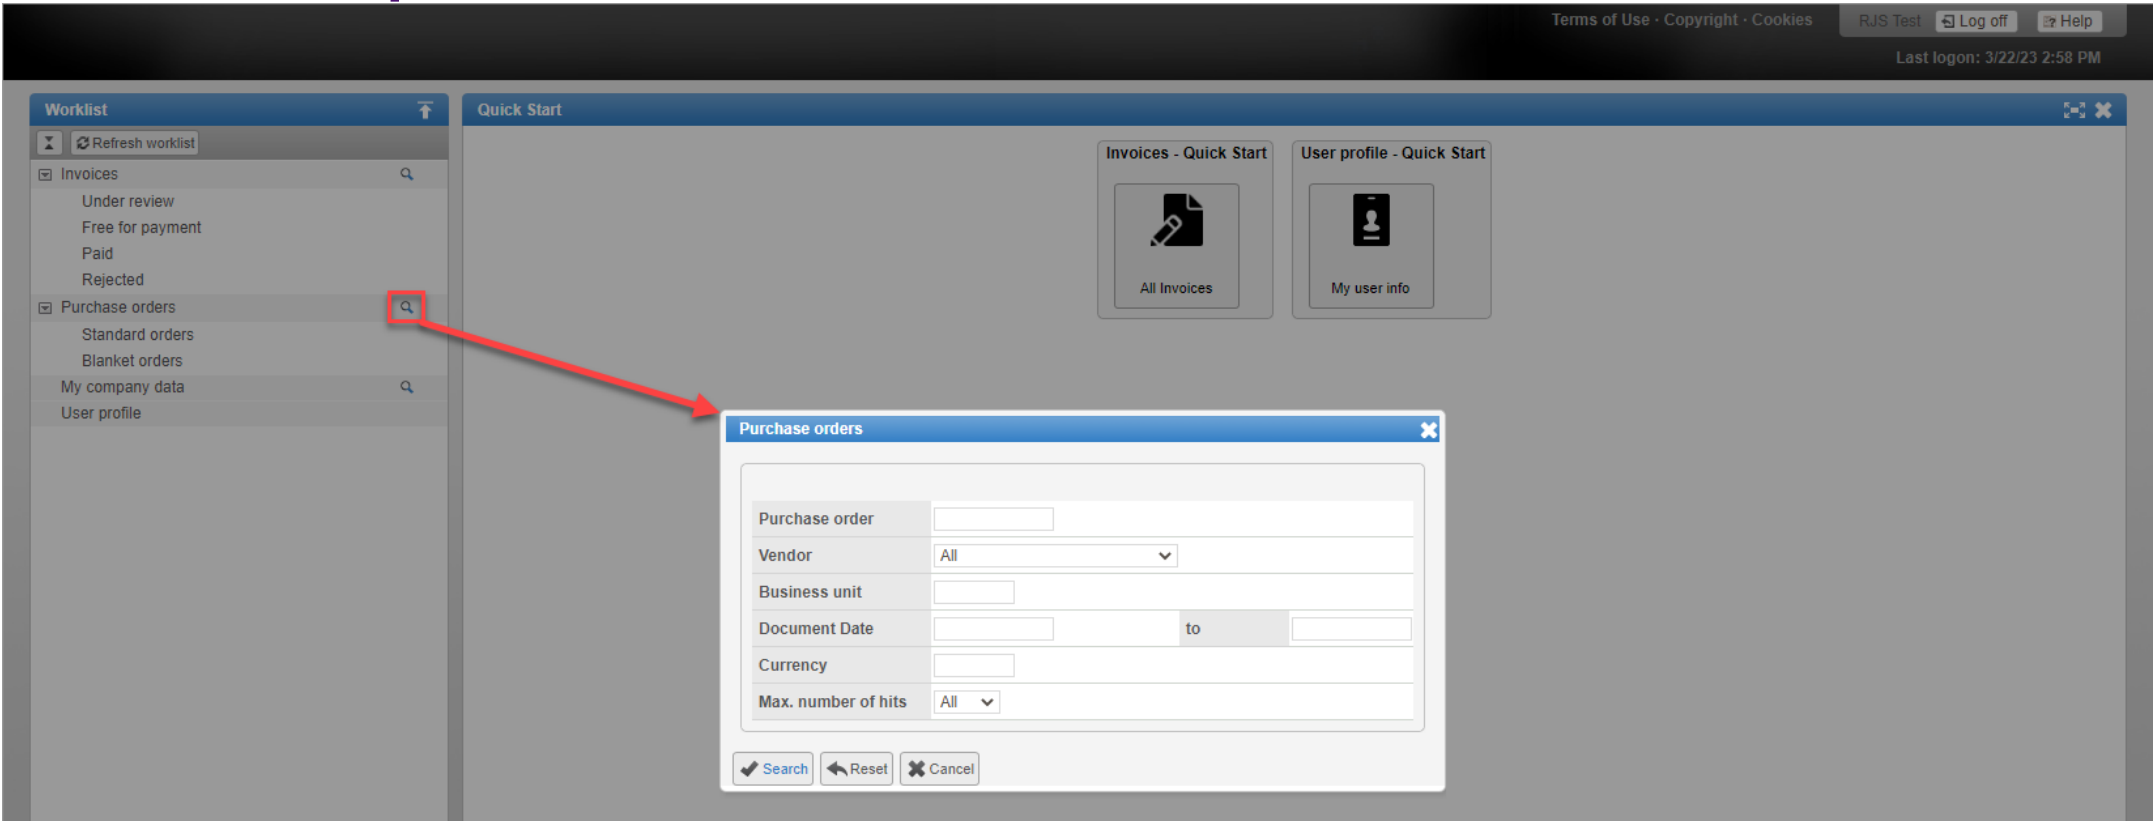 Terms of Use · Copyright · Cookies
RJS Test Log off Help
Last logon: 3/22/23 2:58 PM
Worklist
Refresh worklist
Invoices
Under review
Free for payment
Paid
Rejected
Purchase orders
Standard orders
Blanket orders
My company data
User profile
Quick Start
Invoices - Quick Start
All Invoices
User profile - Quick Start
My user info
Purchase orders
Purchase order
Vendor All
Business unit
Document Date to
Currency
Max. number of hits All
Search Reset Cancel